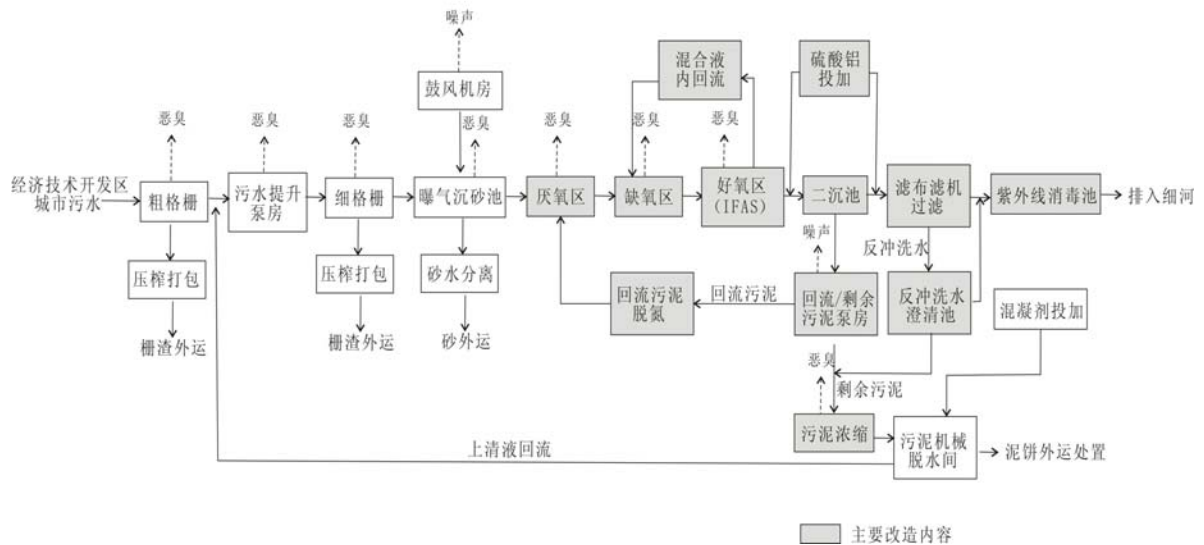 噪声
混合液
内回流
硫酸铝
投加
鼓风机房
恶臭
恶臭
恶臭
恶臭
恶臭
恶臭
恶臭
经济技术开发区
城市污水
粗格栅
污水提升
泵房
细格栅
曝气沉砂池
厌氧区
缺氧区
好氧区
(IFAS)
二沉池
滤布滤机
过滤
紫外线消毒池
排入细河
噪声
反冲洗水
压榨打包
压榨打包
砂水分离
回流污泥
脱氮
回流污泥
回流/剩余
污泥泵房
反冲洗水
澄清池
混凝剂投加
栅渣外运
栅渣外运
砂外运
恶臭
剩余污泥
污泥浓缩
污泥机械
脱水间
泥饼外运处置
上清液回流
主要改造内容